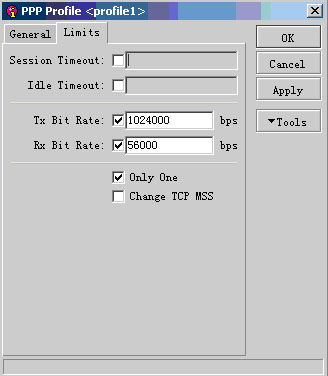 PPP Profile <profile1>
General Limits
OK
Session Timeout:
Cancel
Idle Timeout:
Apply
Tx Bit Rate: 1024000 bps
Tools
Rx Bit Rate: 56000 bps
Only One
Change TCP MSS